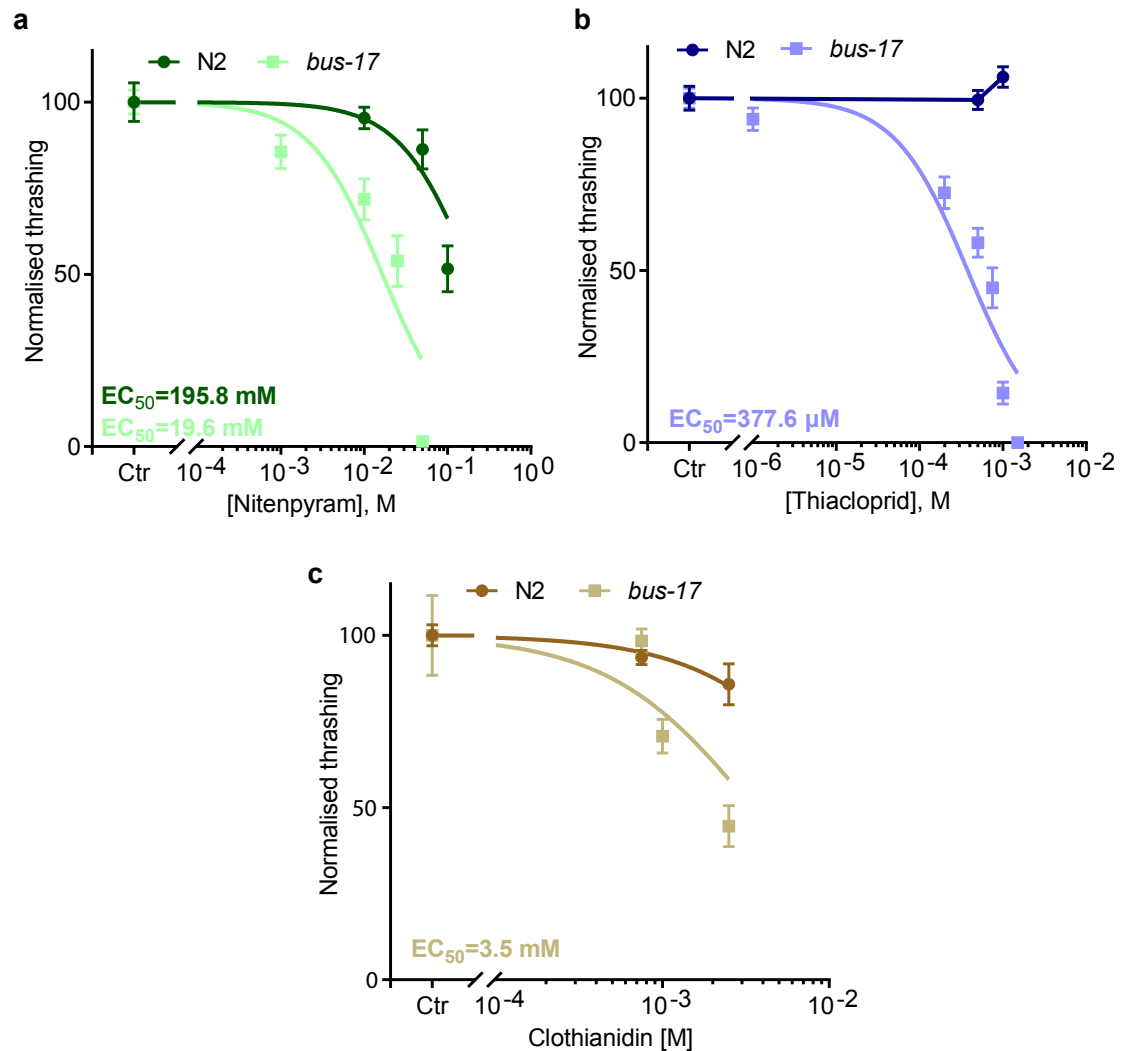 a
N2 bus-17
Normalised thrashing
100
50
0
EC50=195.8 mM
EC50=19.6 mM
Ctr 10-4 10-3 10-2 10-1 100
[Nitenpyram], M
b
N2 bus-17
Normalised thrashing
100
50
0
EC50=377.6 µM
Ctr 10-6 10-5 10-4 10-3 10-2
[Thiacloprid], M
c
N2 bus-17
Normalised thrashing
100
50
0
EC50=3.5 mM
Ctr 10-4 10-3 10-2
Clothianidin [M]